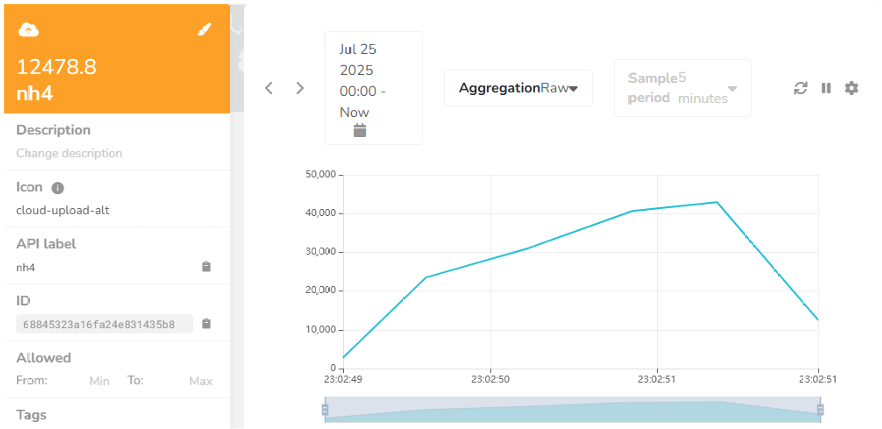 12478.8
nh4
Description
Change description
Icon
cloud-upload-alt
API label
nh4
ID
68845323a16fa24e831435b8
Allowed
From: Min To: Max
Tags
Jul 25
2025
00:00 -
Now
AggregationRaw
Sample
period
5
minutes
50,000
40,000
30,000
20,000
10,000
0
23:02:49 23:02:50 23:02:51 23:02:51